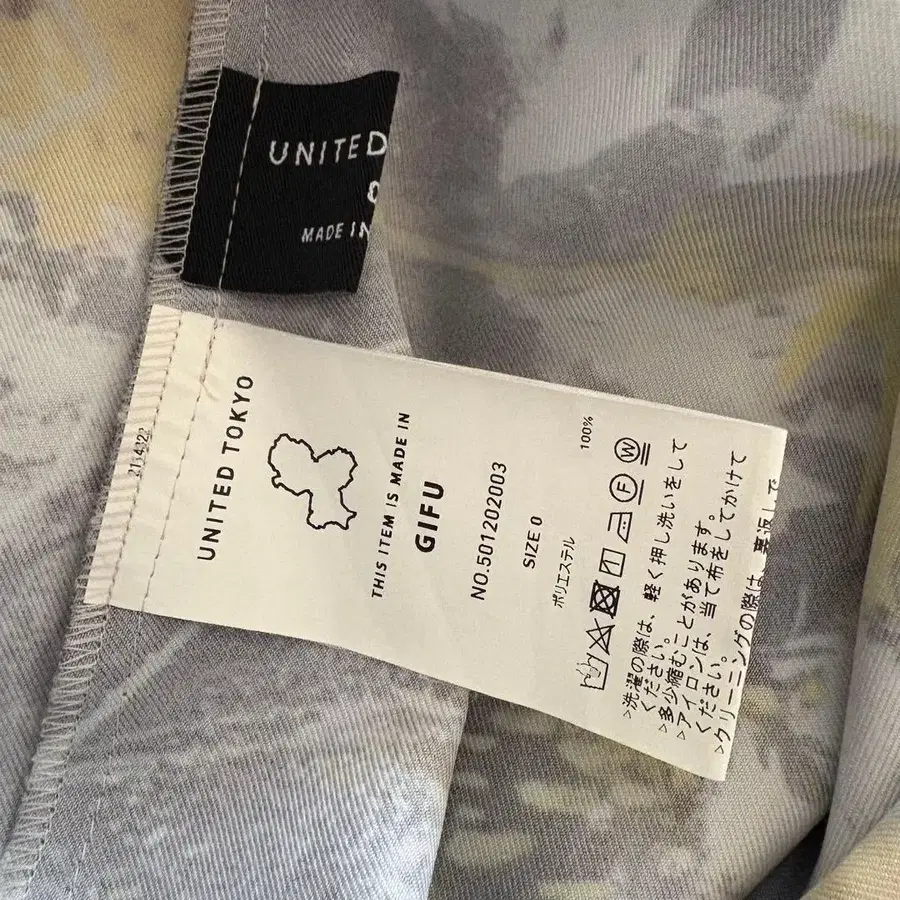 UNITED
MADE IN
UNITED TOKYO
THIS ITEM IS MADE IN
GIFU
NO.501202003
SIZE 0
ポリエステル 100%
>洗濯の際は、軽く押し洗いをして
ください。
>多少縮むことがあります。
>アイロンは、当て布をしてかけて
ください。
>クリーニングの際は、裏返しで